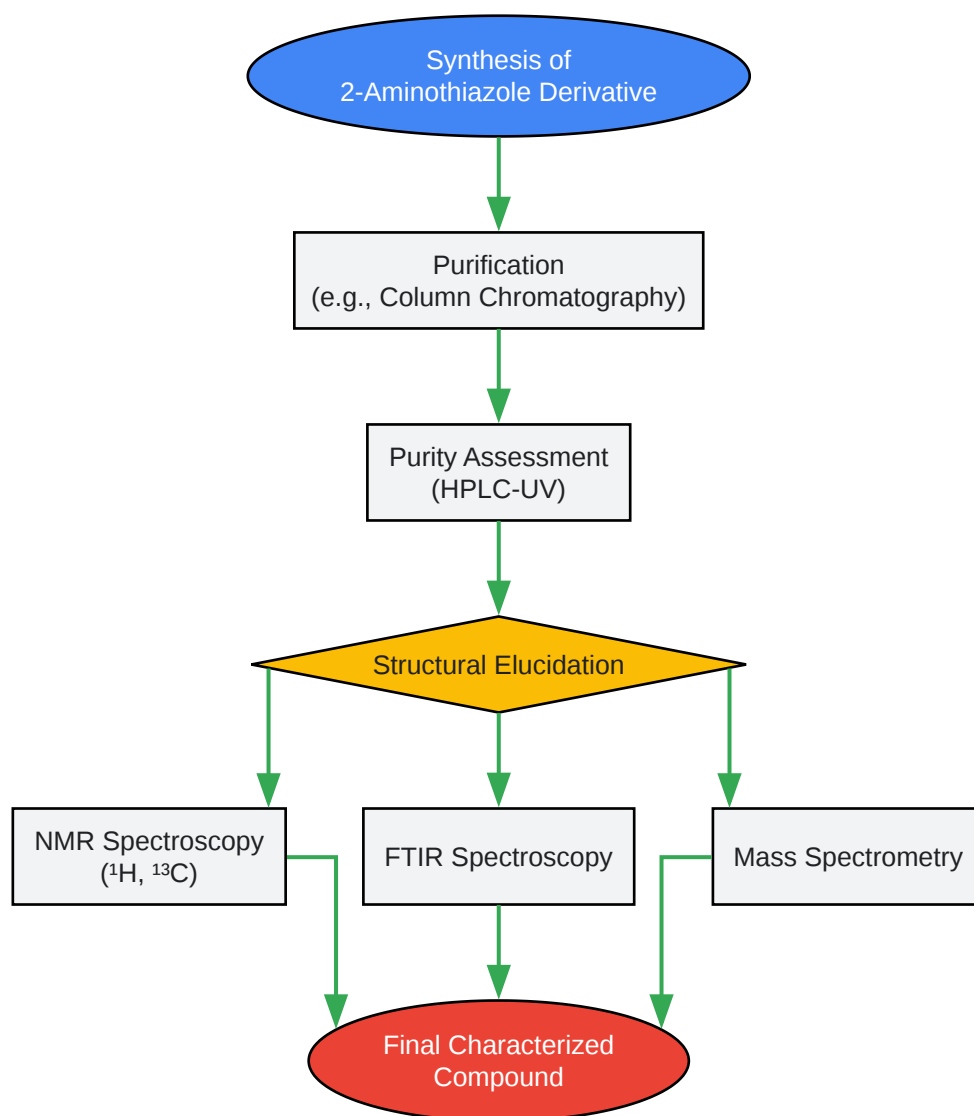 Synthesis of
2-Aminothiazole Derivative
Purification
(e.g., Column Chromatography)
Purity Assessment
(HPLC-UV)
Structural Elucidation
NMR Spectroscopy
(¹H, ¹³C)
FTIR Spectroscopy
Mass Spectrometry
Final Characterized
Compound